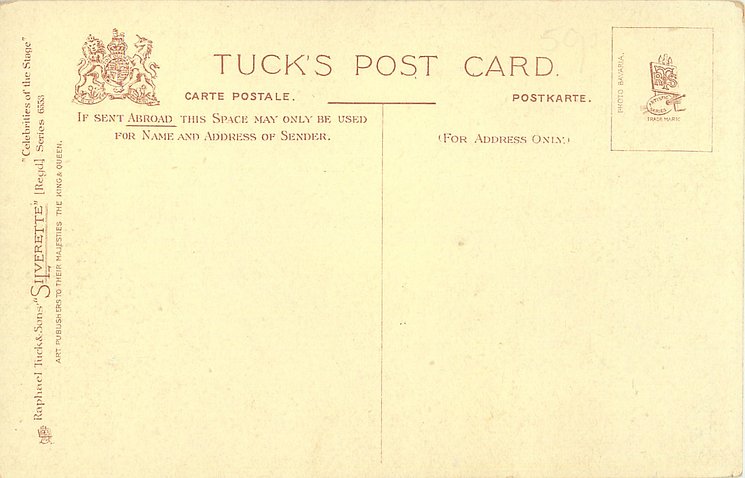 TUCK'S POST CARD.
CARTE POSTALE.
POSTKARTE.
IF SENT ABROAD THIS SPACE MAY ONLY BE USED
FOR NAME AND ADDRESS OF SENDER.
(FOR ADDRESS ONLY)
PHOTO BAVARIA.
TRADE MARK
"Celebrities of the Stage"
Raphael Tuck & Sons' "SILVERETTE" [Regd.] Series 6553
ART PUBLISHERS TO THEIR MAJESTIES THE KING & QUEEN.